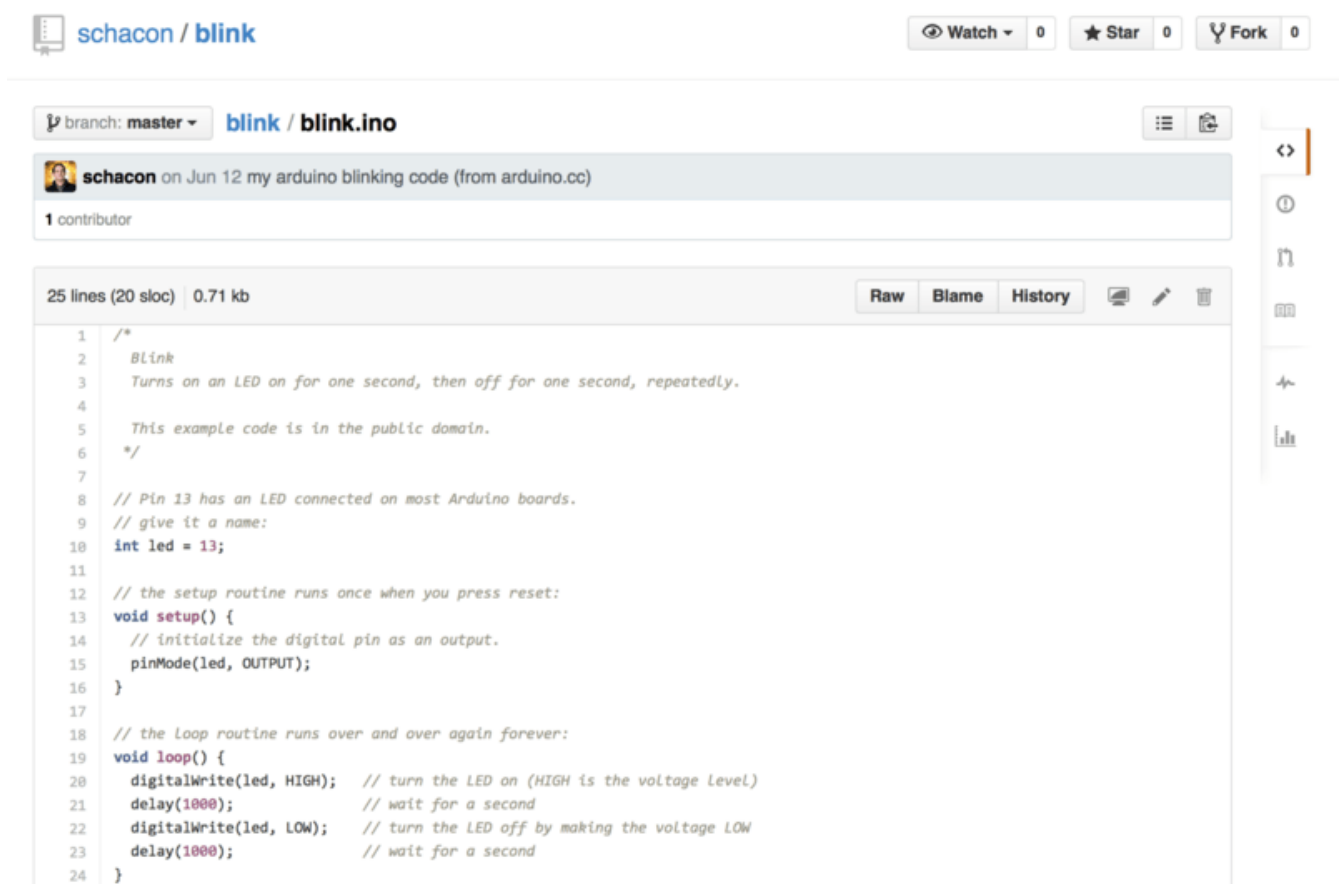 schacon / blink
Watch 0 Star 0 Fork 0
branch: master blink / blink.ino
schacon on Jun 12 my arduino blinking code (from arduino.cc)
1 contributor
25 lines (20 sloc) 0.71 kb Raw Blame History
1 /*
2 Blink
3 Turns on an LED on for one second, then off for one second, repeatedly.
4
5 This example code is in the public domain.
6 */
7
8 // Pin 13 has an LED connected on most Arduino boards.
9 // give it a name:
10 int led = 13;
11
12 // the setup routine runs once when you press reset:
13 void setup() {
14 // initialize the digital pin as an output.
15 pinMode(led, OUTPUT);
16 }
17
18 // the loop routine runs over and over again forever:
19 void loop() {
20 digitalWrite(led, HIGH); // turn the LED on (HIGH is the voltage level)
21 delay(1000); // wait for a second
22 digitalWrite(led, LOW); // turn the LED off by making the voltage LOW
23 delay(1000); // wait for a second
24 }